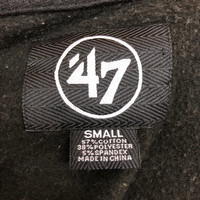 '47
SMALL
57% COTTON
38% POLYESTER
5% SPANDEX
MADE IN CHINA